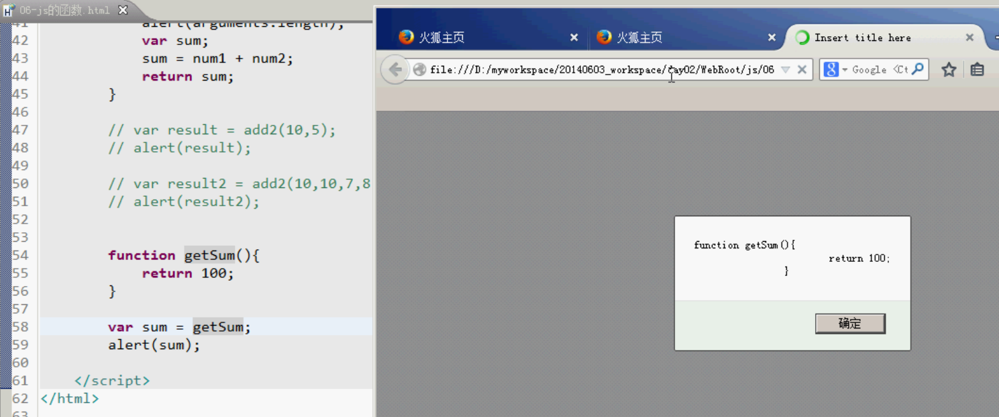 06-js的函数.html
41 alert(arguments.length);
42 var sum;
43 sum = num1 + num2;
44 return sum;
45 }
46
47 // var result = add2(10,5);
48 // alert(result);
49
50 // var result2 = add2(10,10,7,8
51 // alert(result2);
52
53
54 function getSum(){
55 return 100;
56 }
57
58 var sum = getSum;
59 alert(sum);
60
61 </script>
62 </html>
63
火狐主页
火狐主页
Insert title here
file:///D:/myworkspace/20140603_workspace/day02/WebRoot/js/06
Google <Ct
function getSum(){
return 100;
}
确定